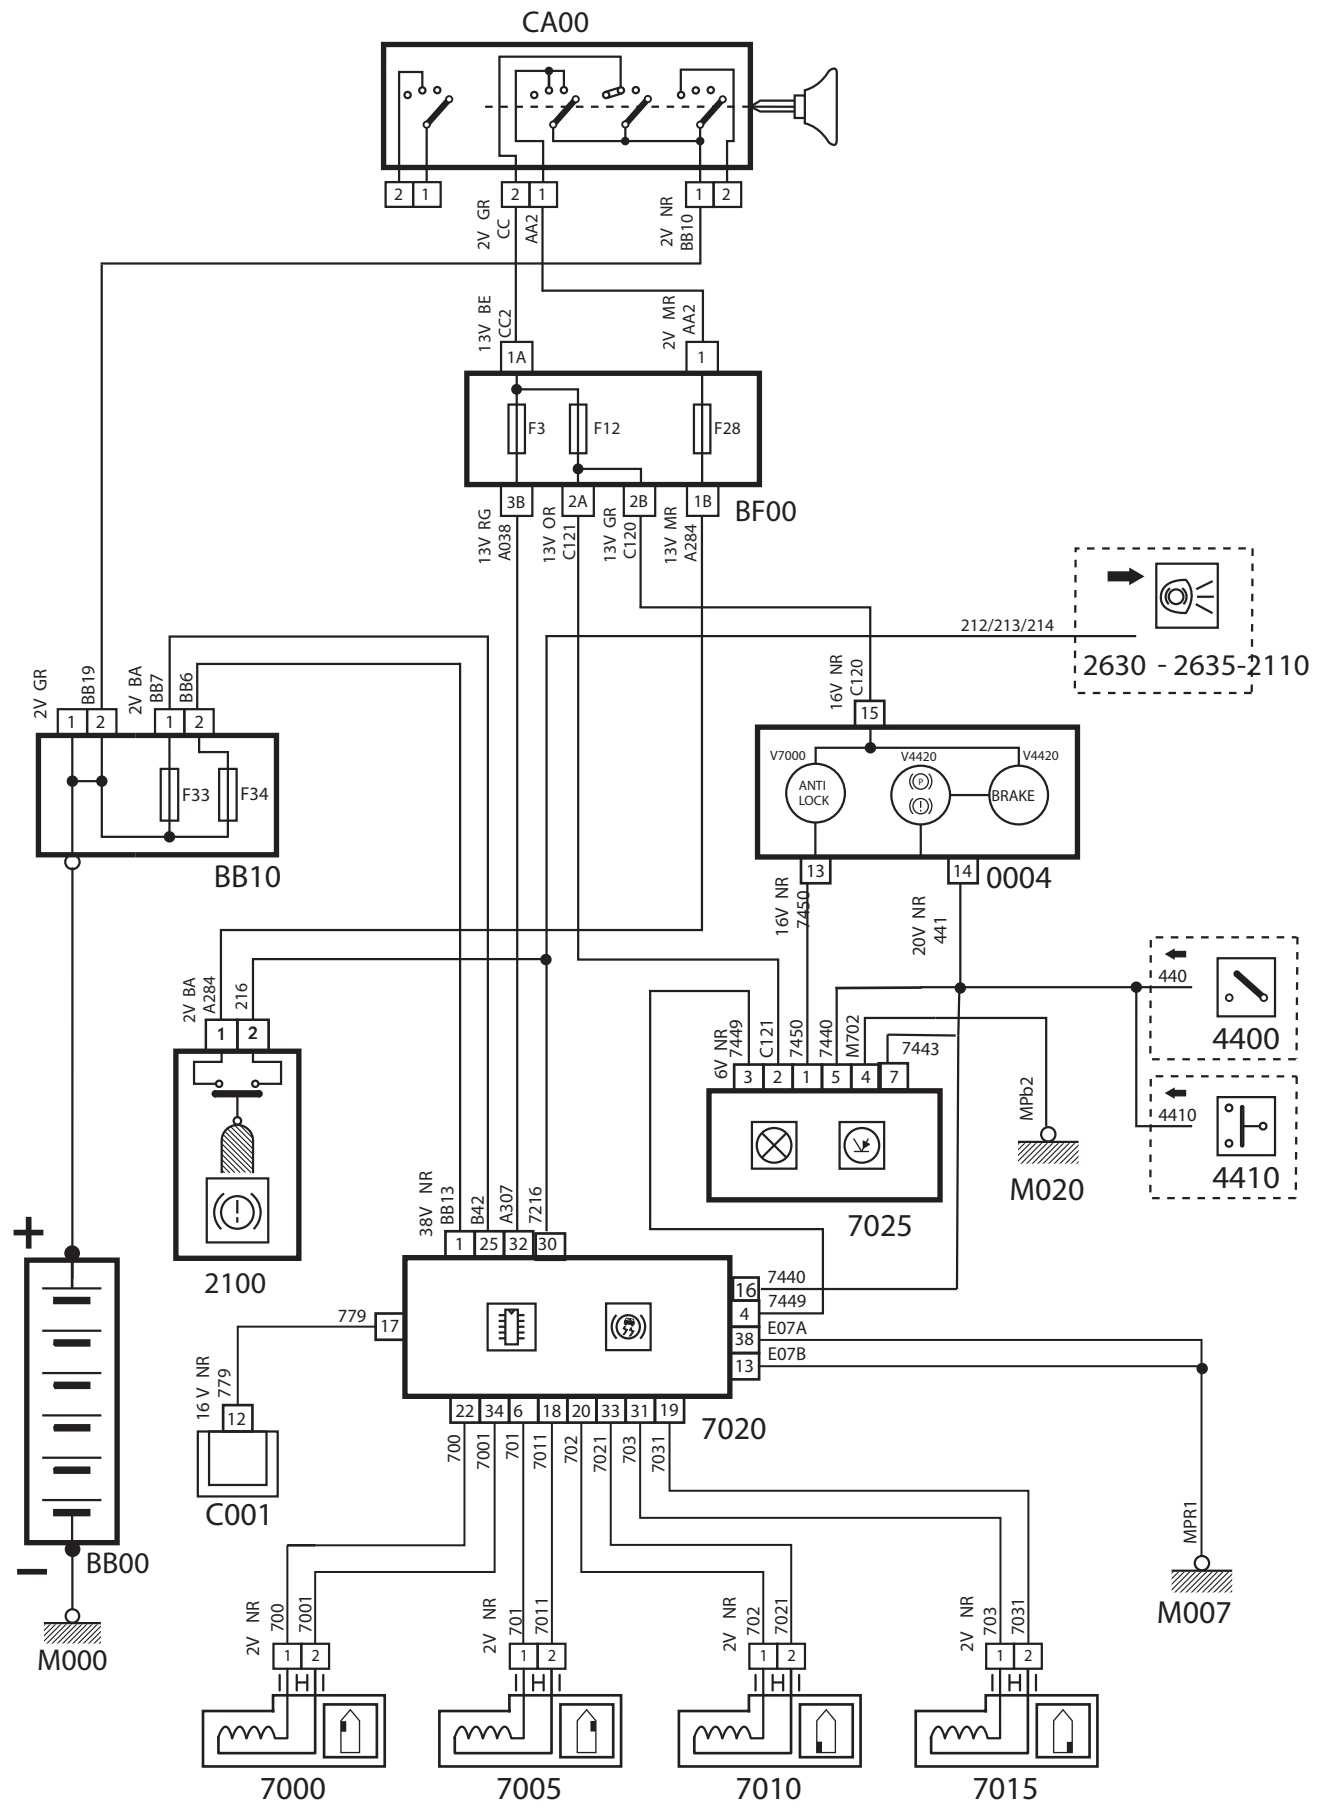 CA00
2 1
2 1
1 2
2V GR
CC
AA2
2V NR
BB10
13V BE
CC2
2V MR
AA2
1A
1
F3
F12
F28
3B
2A
2B
1B
BF00
13V RG
A038
13V OR
C121
13V GR
C120
13V MR
A284
212/213/214
2630 - 2635-2110
2V GR
BB19
2V BA
BB7
BB6
1 2
1 2
F33
F34
BB10
16V NR
C120
15
V7000
V4420
V4420
ANTI
LOCK
P
BRAKE
13
14
0004
16V NR
7450
20V NR
441
440
4400
4410
4410
2V BA
A284
216
1 2
2100
6V NR
7449
C121
7450
7440
M702
7443
3 2 1 5 4 7
7025
MPb2
M020
38V NR
BB13
B42
A307
7216
1 25 32 30
16
7440
4
7449
38
E07A
13
E07B
17
779
16 V NR
779
12
C001
22 34 6 18 20 33 31 19
7020
700
7001
701
7011
702
7021
703
7031
+
BB00
−
M000
MPR1
M007
2V NR
700
7001
2V NR
701
7011
2V NR
702
7021
2V NR
703
7031
1 2
1 2
1 2
1 2
H
H
H
H
7000
7005
7010
7015